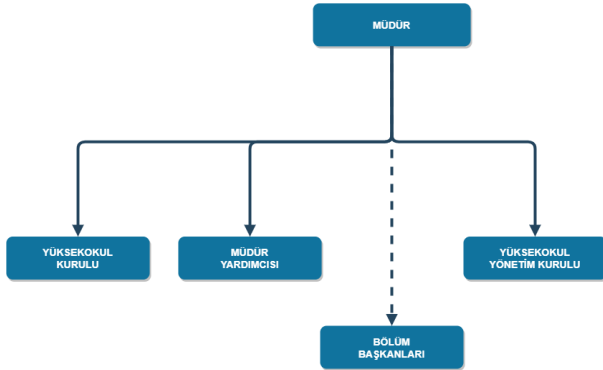 MÜDÜR
YÜKSEKOKUL
KURULU
MÜDÜR
YARDIMCISI
YÜKSEKOKUL
YÖNETİM KURULU
BÖLÜM
BAŞKANLARI